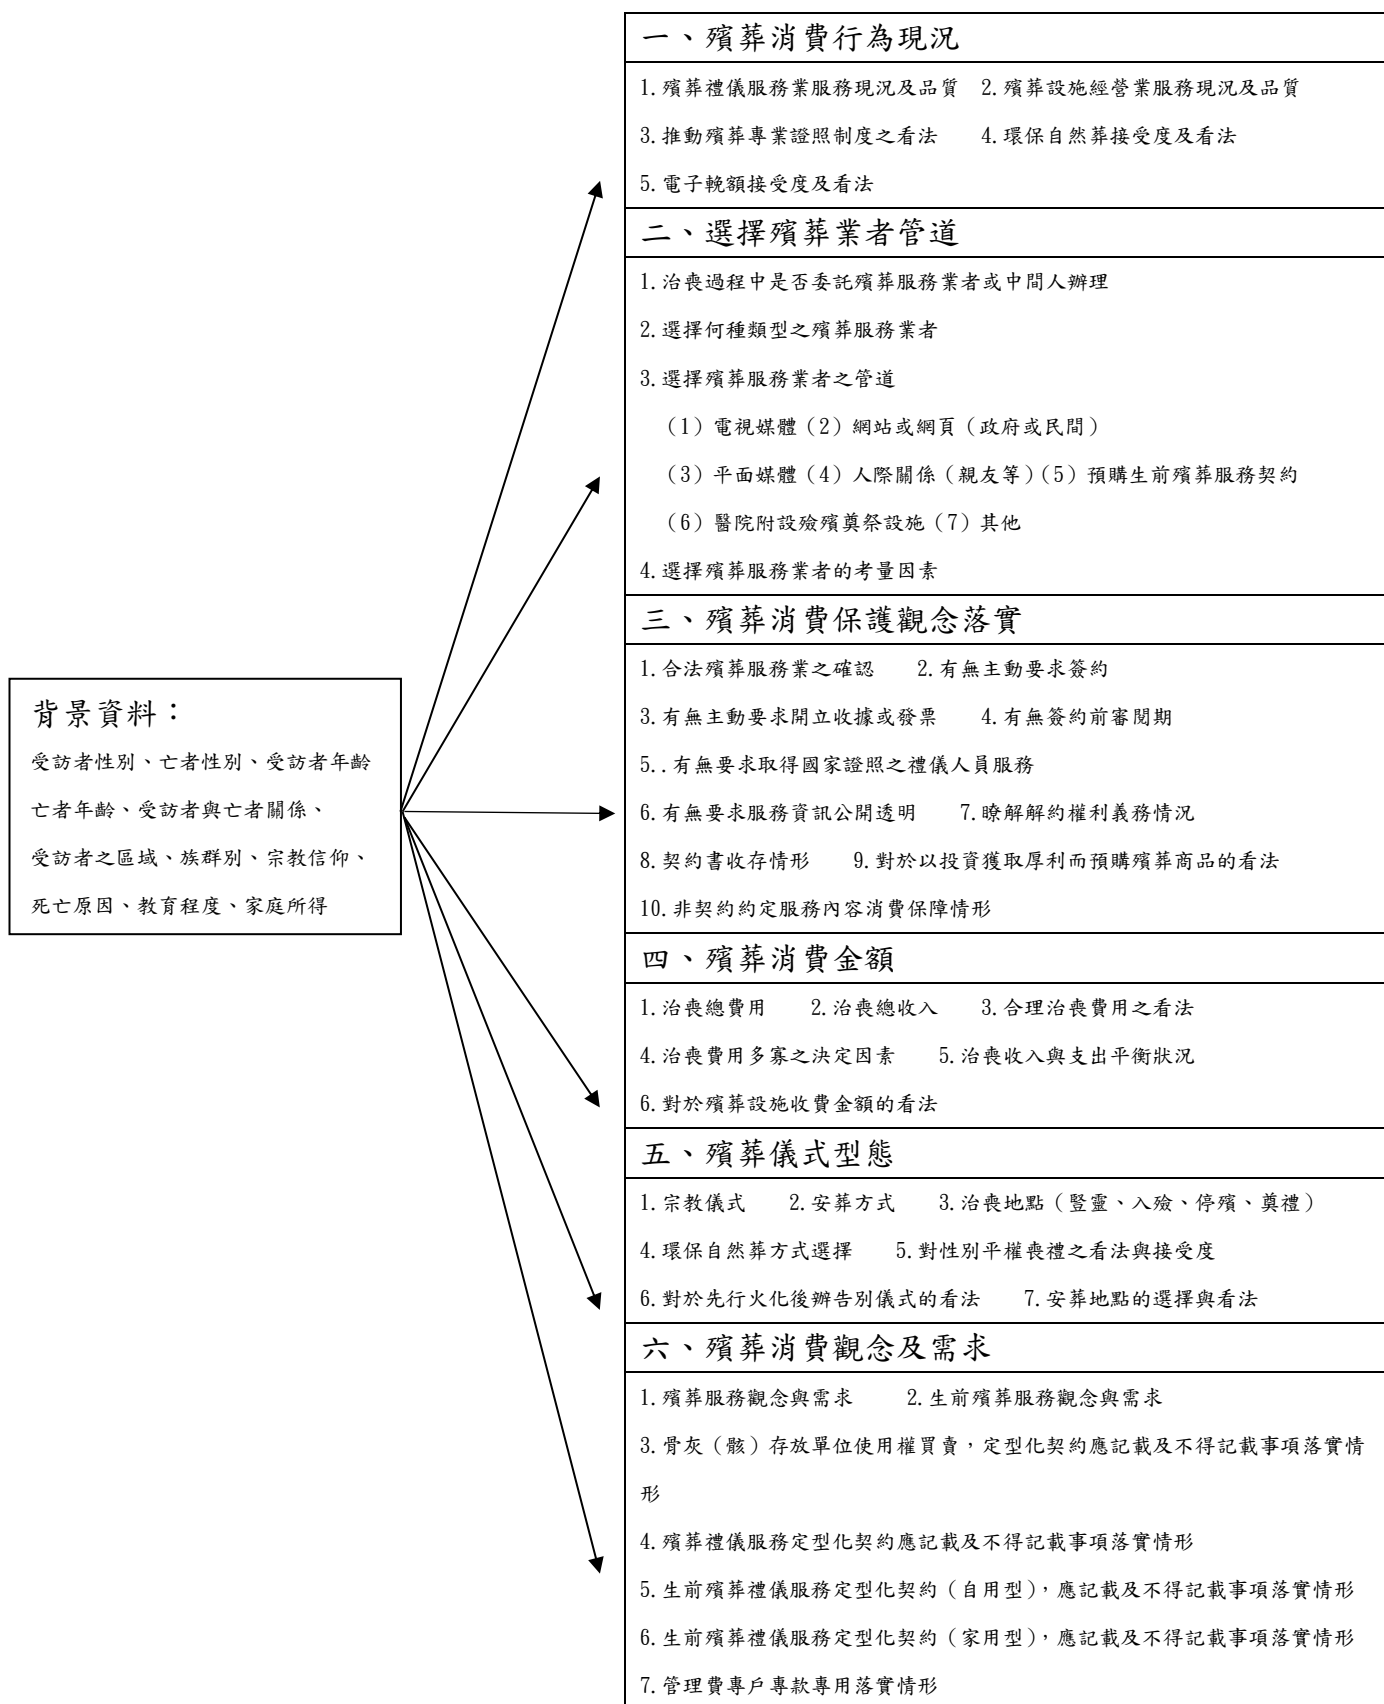 一、殯葬消費行為現況
1.殯葬禮儀服務業服務現況及品質　2.殯葬設施經營業服務現況及品質
3.推動殯葬專業證照制度之看法　　4.環保自然葬接受度及看法
5.電子輓額接受度及看法
二、選擇殯葬業者管道
1.治喪過程中是否委託殯葬服務業者或中間人辦理
2.選擇何種類型之殯葬服務業者
3.選擇殯葬服務業者之管道
（1）電視媒體（2）網站或網頁（政府或民間）
（3）平面媒體（4）人際關係（親友等）（5）預購生前殯葬服務契約
（6）醫院附設殮殯奠祭設施（7）其他
4.選擇殯葬服務業者的考量因素
三、殯葬消費保護觀念落實
1.合法殯葬服務業之確認　　2.有無主動要求簽約
3.有無主動要求開立收據或發票　　4.有無簽約前審閱期
5..有無要求取得國家證照之禮儀人員服務
6.有無要求服務資訊公開透明　　7.瞭解解約權利義務情況
8.契約書收存情形　　9.對於以投資獲取厚利而預購殯葬商品的看法
10.非契約約定服務內容消費保障情形
背景資料：
受訪者性別、亡者性別、受訪者年齡
亡者年齡、受訪者與亡者關係、
受訪者之區域、族群別、宗教信仰、
死亡原因、教育程度、家庭所得
四、殯葬消費金額
1.治喪總費用　　2.治喪總收入　　3.合理治喪費用之看法
4.治喪費用多寡之決定因素　　5.治喪收入與支出平衡狀況
6.對於殯葬設施收費金額的看法
五、殯葬儀式型態
1.宗教儀式　　2.安葬方式　　3.治喪地點（豎靈、入殮、停殯、奠禮）
4.環保自然葬方式選擇　　5.對性別平權喪禮之看法與接受度
6.對於先行火化後辦告別儀式的看法　　7.安葬地點的選擇與看法
六、殯葬消費觀念及需求
1.殯葬服務觀念與需求　　2.生前殯葬服務觀念與需求
3.骨灰（骸）存放單位使用權買賣，定型化契約應記載及不得記載事項落實情
形
4.殯葬禮儀服務定型化契約應記載及不得記載事項落實情形
5.生前殯葬禮儀服務定型化契約（自用型），應記載及不得記載事項落實情形
6.生前殯葬禮儀服務定型化契約（家用型），應記載及不得記載事項落實情形
7.管理費專戶專款專用落實情形